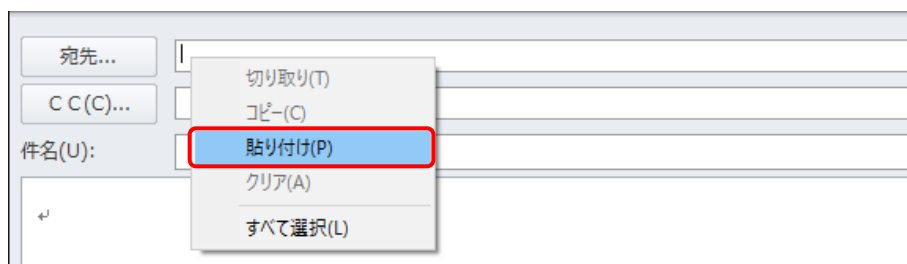 宛先...
ＣＣ(C)...
件名(U):
切り取り(T)
コピー(C)
貼り付け(P)
クリア(A)
すべて選択(L)
↵